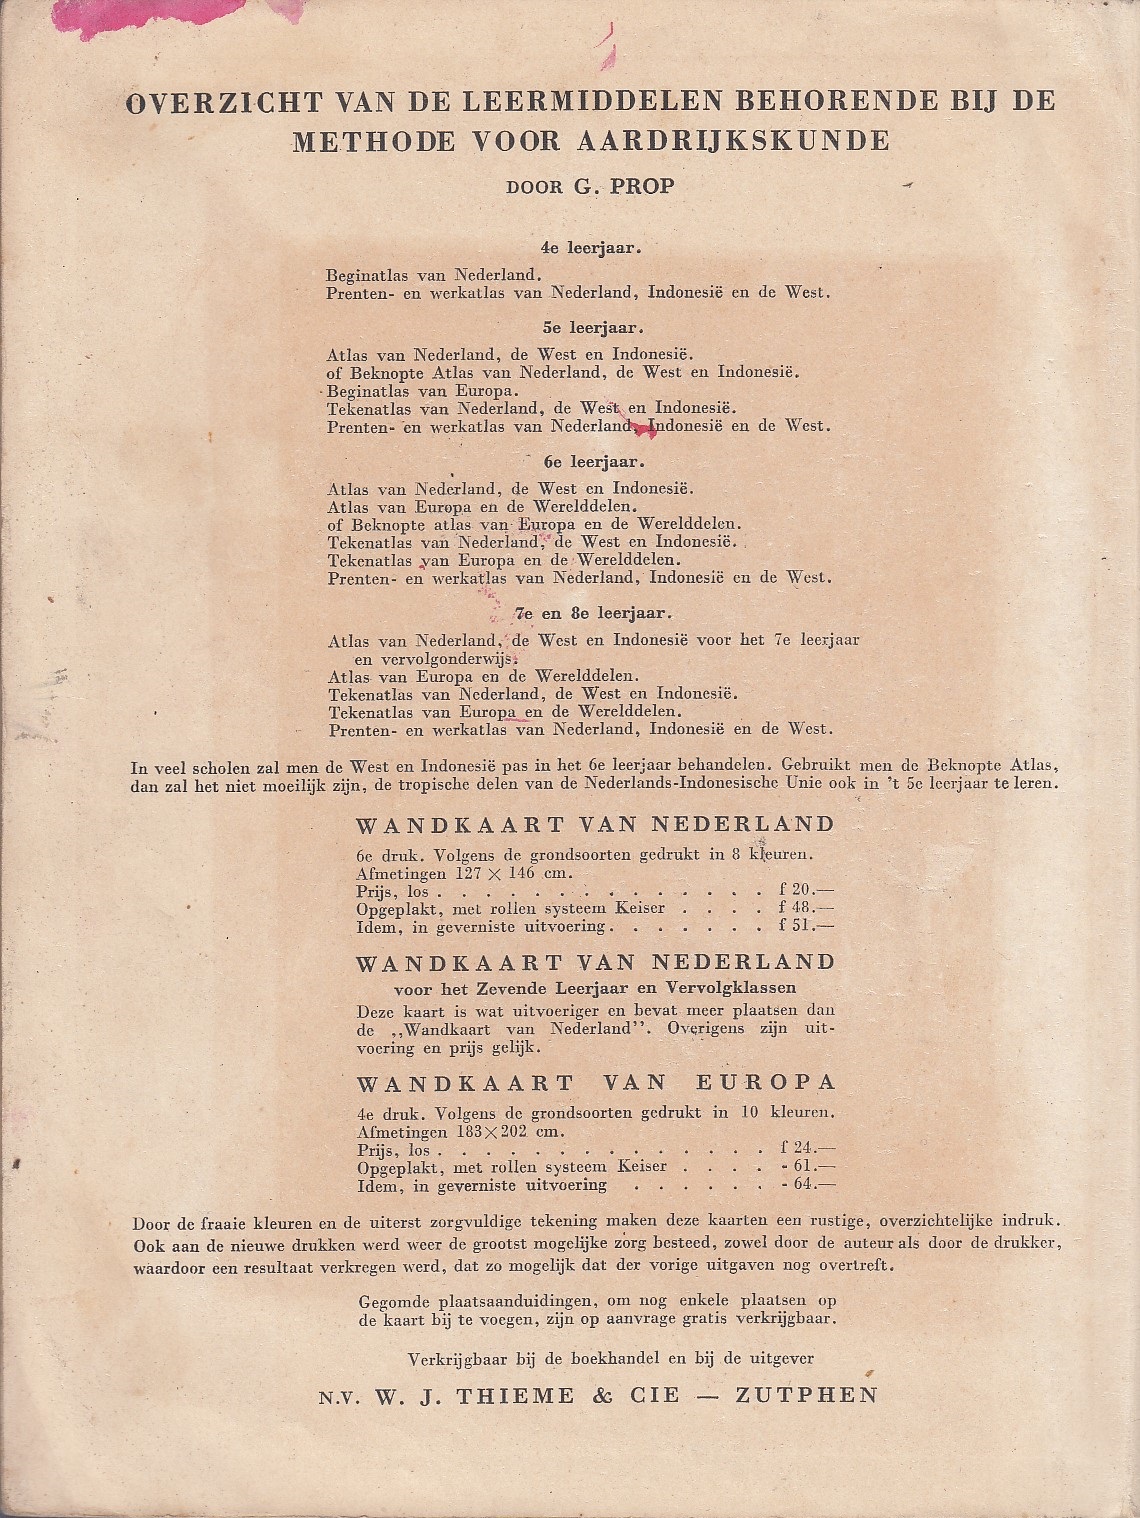 OVERZICHT VAN DE LEERMIDDELEN BEHORENDE BIJ DE
METHODE VOOR AARDRIJKSKUNDE
DOOR G. PROP
4e leerjaar.
Beginatlas van Nederland.
Prenten- en werkatlas van Nederland, Indonesië en de West.
5e leerjaar.
Atlas van Nederland, de West en Indonesië.
of Beknopte Atlas van Nederland, de West en Indonesië.
Beginatlas van Europa.
Tekenatlas van Nederland, de West en Indonesië.
Prenten- en werkatlas van Nederland, Indonesië en de West.
6e leerjaar.
Atlas van Nederland, de West en Indonesië.
Atlas van Europa en de Werelddelen.
of Beknopte atlas van Europa en de Werelddelen.
Tekenatlas van Nederland, de West en Indonesië.
Tekenatlas van Europa en de Werelddelen.
Prenten- en werkatlas van Nederland, Indonesië en de West.
7e en 8e leerjaar.
Atlas van Nederland, de West en Indonesië voor het 7e leerjaar
en vervolgonderwijs.
Atlas van Europa en de Werelddelen.
Tekenatlas van Nederland, de West en Indonesië.
Tekenatlas van Europa en de Werelddelen.
Prenten- en werkatlas van Nederland, Indonesië en de West.
In veel scholen zal men de West en Indonesië pas in het 6e leerjaar behandelen. Gebruikt men de Beknopte Atlas,
dan zal het niet moeilijk zijn, de tropische delen van de Nederlands-Indonesische Unie ook in 't 5e leerjaar te leren.
WANDKAART VAN NEDERLAND
6e druk. Volgens de grondsoorten gedrukt in 8 kleuren.
Afmetingen 127 × 146 cm.
Prijs, los . . . . . . . . . . . . . . f 20.—
Opgeplakt, met rollen systeem Keiser . . . . f 48.—
Idem, in geverniste uitvoering . . . . . . . f 51.—
WANDKAART VAN NEDERLAND
voor het Zevende Leerjaar en Vervolgklassen
Deze kaart is wat uitvoeriger en bevat meer plaatsen dan
de „Wandkaart van Nederland”. Overigens zijn uit-
voering en prijs gelijk.
WANDKAART VAN EUROPA
4e druk. Volgens de grondsoorten gedrukt in 10 kleuren.
Afmetingen 183×202 cm.
Prijs, los . . . . . . . . . . . . . . f 24.—
Opgeplakt, met rollen systeem Keiser . . . . - 61.—
Idem, in geverniste uitvoering . . . . . . - 64.—
Door de fraaie kleuren en de uiterst zorgvuldige tekening maken deze kaarten een rustige, overzichtelijke indruk.
Ook aan de nieuwe drukken werd weer de grootst mogelijke zorg besteed, zowel door de auteur als door de drukker,
waardoor een resultaat verkregen werd, dat zo mogelijk dat der vorige uitgaven nog overtreft.
Gegomde plaatsaanduidingen, om nog enkele plaatsen op
de kaart bij te voegen, zijn op aanvrage gratis verkrijgbaar.
Verkrijgbaar bij de boekhandel en bij de uitgever
N.V. W. J. THIEME & CIE — ZUTPHEN